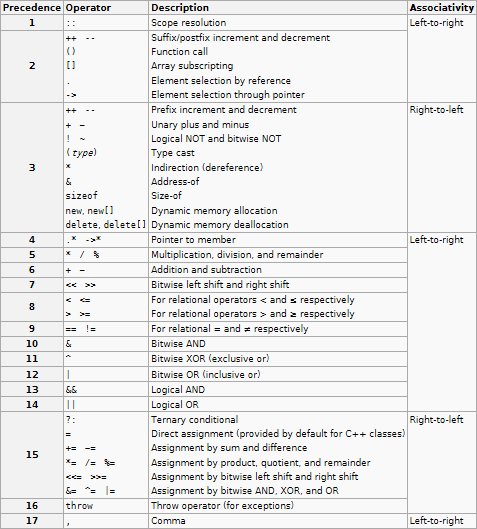 Precedence Operator Description Associativity
1 :: Scope resolution Left-to-right
++ -- Suffix/postfix increment and decrement
() Function call
2 [] Array subscripting
. Element selection by reference
-> Element selection through pointer
++ -- Prefix increment and decrement Right-to-left
+ − Unary plus and minus
! ~ Logical NOT and bitwise NOT
(type) Type cast
3 * Indirection (dereference)
& Address-of
sizeof Size-of
new, new[] Dynamic memory allocation
delete, delete[] Dynamic memory deallocation
4 .* ->* Pointer to member Left-to-right
5 * / % Multiplication, division, and remainder
6 + − Addition and subtraction
7 << >> Bitwise left shift and right shift
8 < <= For relational operators < and ≤ respectively
> >= For relational operators > and ≥ respectively
9 == != For relational = and ≠ respectively
10 & Bitwise AND
11 ^ Bitwise XOR (exclusive or)
12 | Bitwise OR (inclusive or)
13 && Logical AND
14 || Logical OR
?: Ternary conditional Right-to-left
= Direct assignment (provided by default for C++ classes)
+= −= Assignment by sum and difference
15 *= /= %= Assignment by product, quotient, and remainder
<<= >>= Assignment by bitwise left shift and right shift
&= ^= |= Assignment by bitwise AND, XOR, and OR
16 throw Throw operator (for exceptions)
17 , Comma Left-to-right